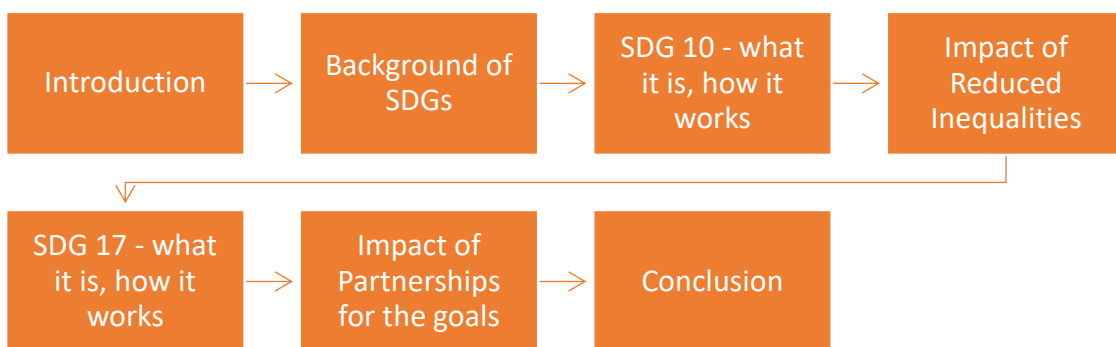 Introduction
Background of
SDGs
SDG 10 - what
it is, how it
works
Impact of
Reduced
Inequalities
SDG 17 - what
it is, how it
works
Impact of
Partnerships
for the goals
Conclusion